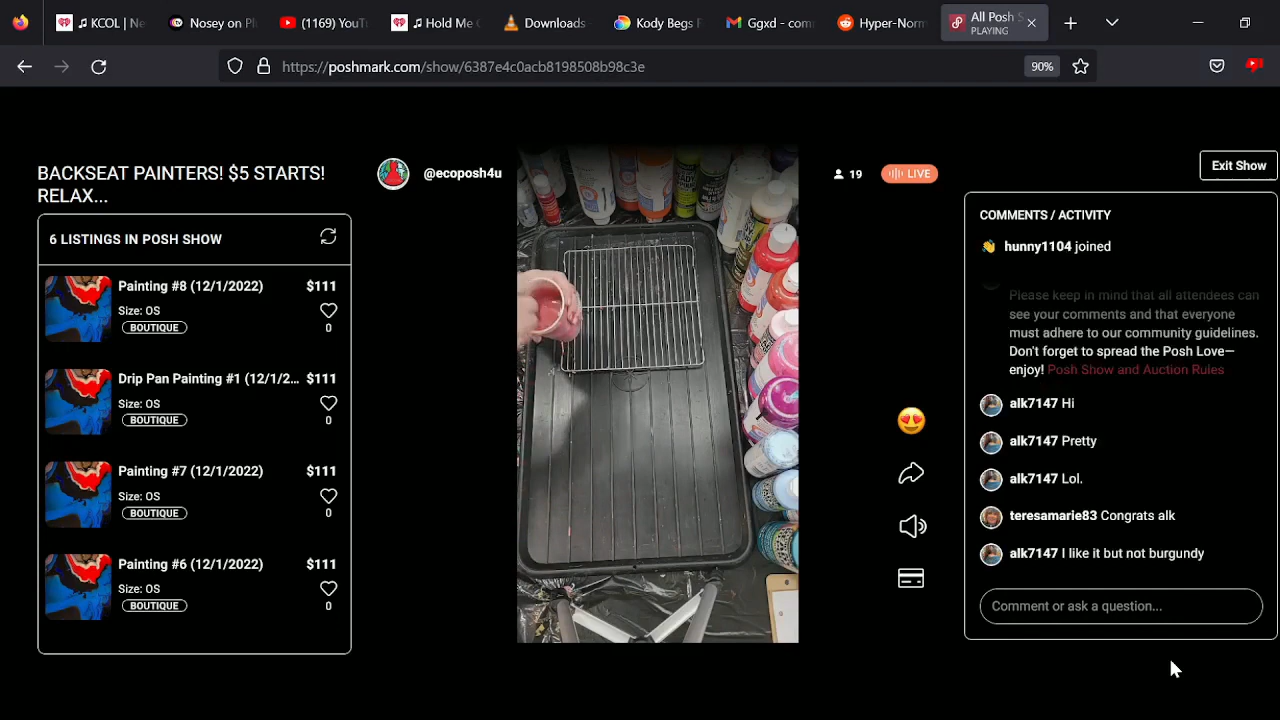 ♫ KCOL | Ne
Nosey on Pl
(1169) YouTu
♫ Hold Me C
Downloads
Kody Begs F
Ggxd - com
Hyper-Norm
All Posh S
PLAYING
https://poshmark.com/show/6387e4c0acb8198508b98c3e
90%
BACKSEAT PAINTERS! $5 STARTS!
RELAX...
@ecoposh4u
19
LIVE
Exit Show
6 LISTINGS IN POSH SHOW
Painting #8 (12/1/2022) $111
Size: OS
BOUTIQUE 0
Drip Pan Painting #1 (12/1/2... $111
Size: OS
BOUTIQUE 0
Painting #7 (12/1/2022) $111
Size: OS
BOUTIQUE 0
Painting #6 (12/1/2022) $111
Size: OS
BOUTIQUE 0
COMMENTS / ACTIVITY
hunny1104 joined
Please keep in mind that all attendees can
see your comments and that everyone
must adhere to our community guidelines.
Don't forget to spread the Posh Love—
enjoy! Posh Show and Auction Rules
alk7147 Hi
alk7147 Pretty
alk7147 Lol.
teresamarie83 Congrats alk
alk7147 I like it but not burgundy
Comment or ask a question...